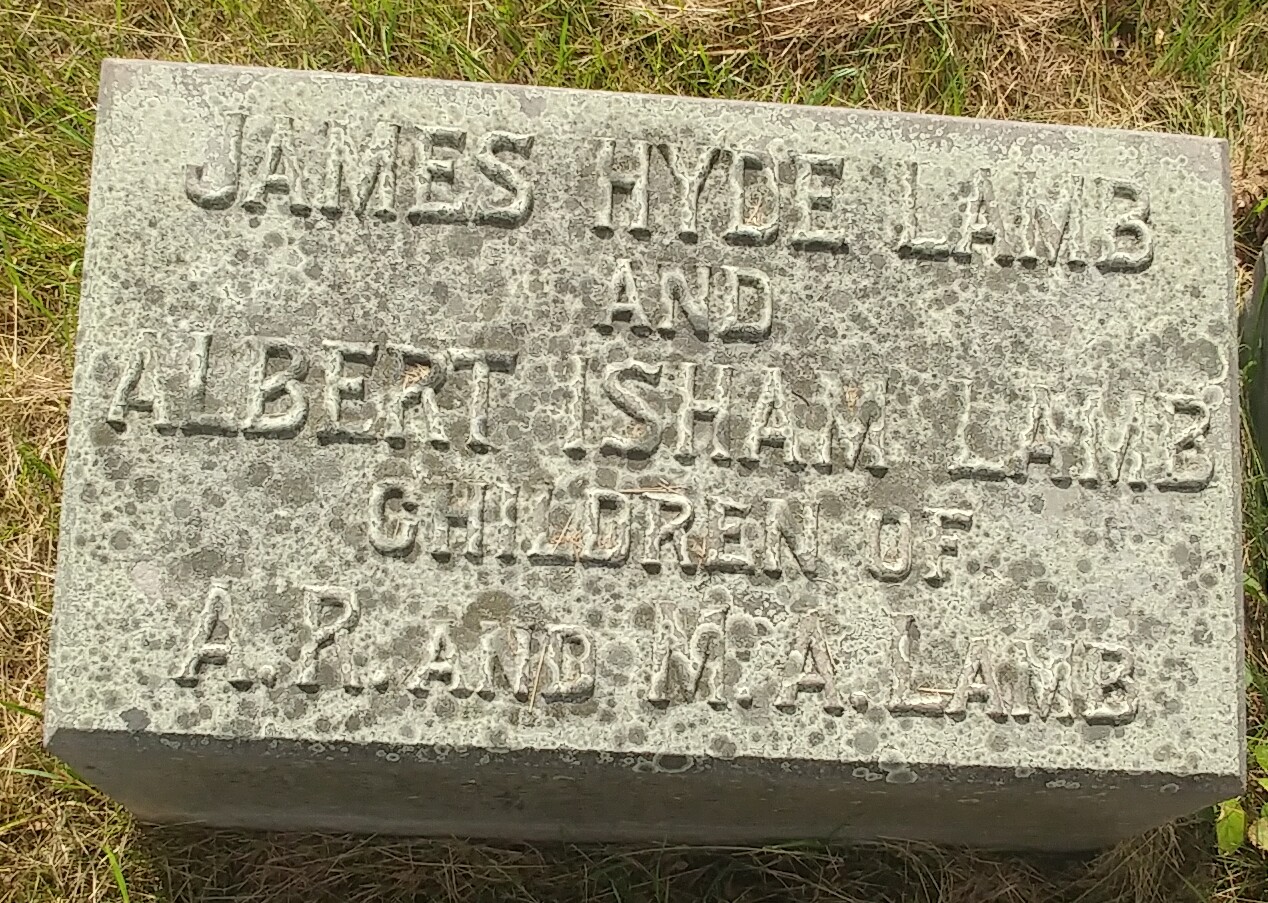 JAMES HYDE LAMB
AND
ALBERT ISHAM LAMB
CHILDREN OF
A.R. AND M.A. LAMB